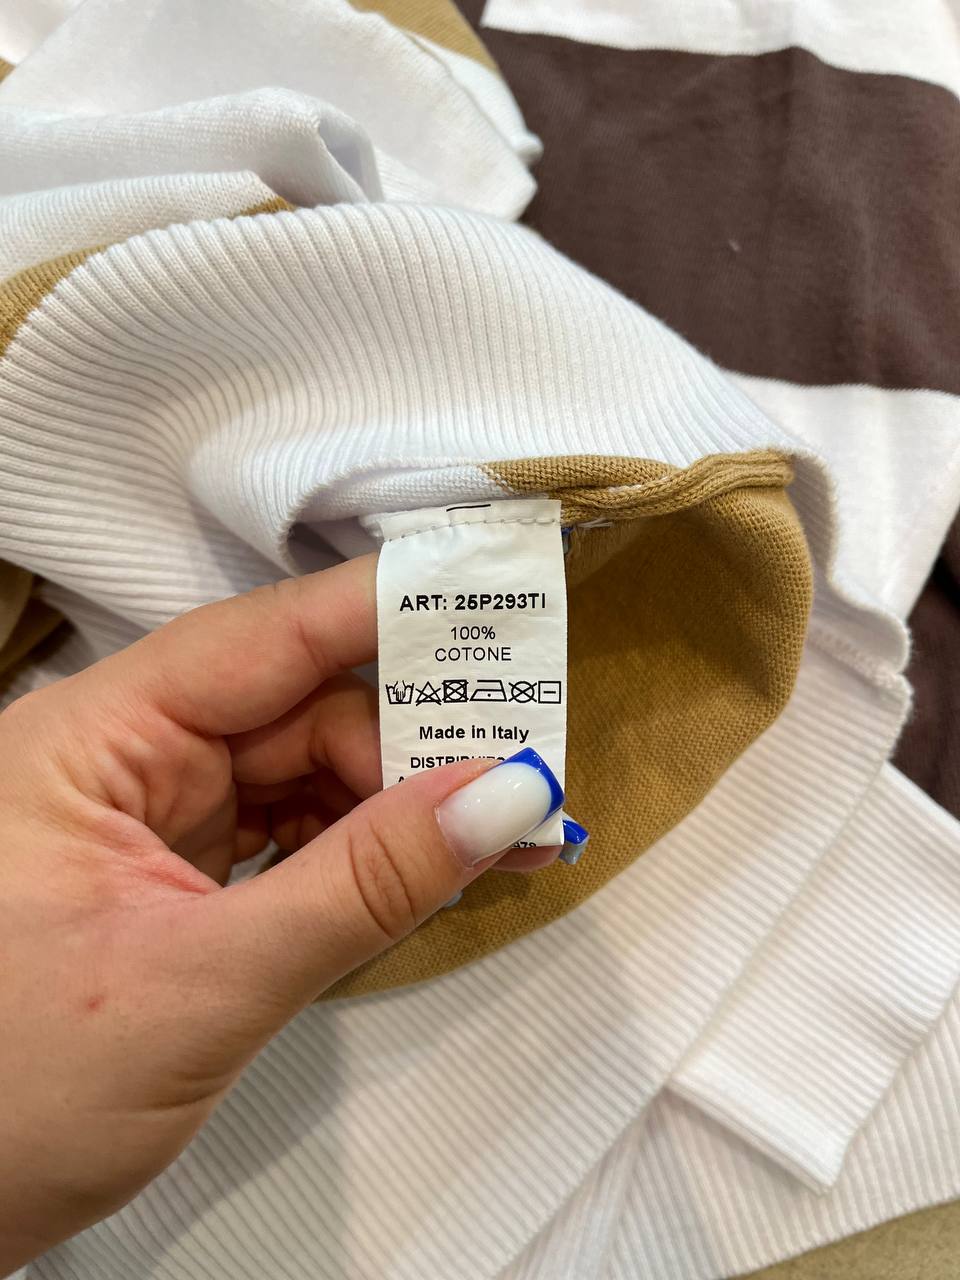 ART: 25P293TI
100%
COTONE
Made in Italy